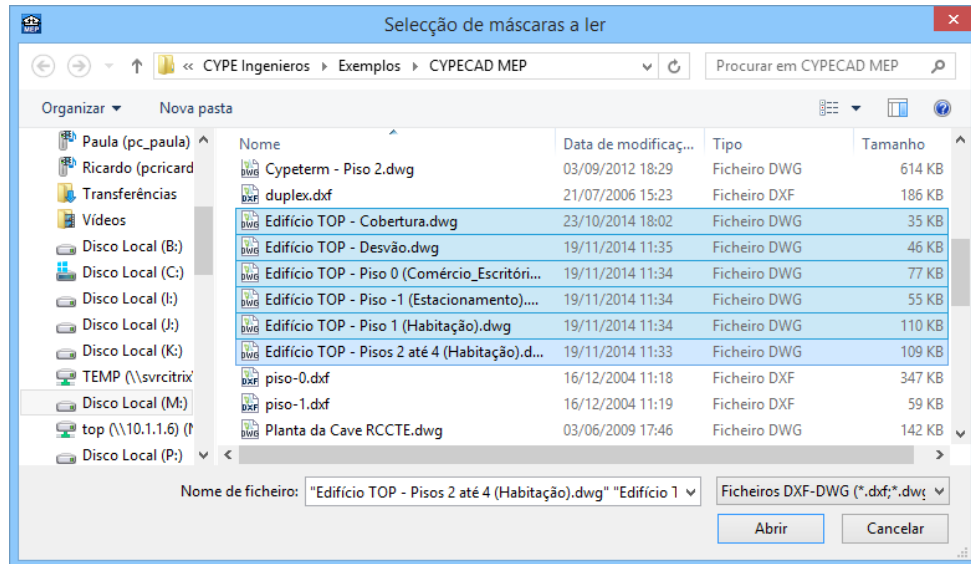 MEP
Selecção de máscaras a ler
« CYPE Ingenieros Exemplos CYPECAD MEP
Procurar em CYPECAD MEP
Organizar Nova pasta
Paula (pc_paula)
Ricardo (pcricard
Transferências
Vídeos
Disco Local (B:)
Disco Local (C:)
Disco Local (I:)
Disco Local (J:)
Disco Local (K:)
TEMP (\\svrcitrix
Disco Local (M:)
top (\\10.1.1.6) (
Disco Local (P:)
Nome Data de modificaç... Tipo Tamanho
Cypeterm - Piso 2.dwg 03/09/2012 18:29 Ficheiro DWG 614 KB
duplex.dxf 21/07/2006 15:23 Ficheiro DXF 186 KB
Edifício TOP - Cobertura.dwg 23/10/2014 18:02 Ficheiro DWG 35 KB
Edifício TOP - Desvão.dwg 19/11/2014 11:35 Ficheiro DWG 46 KB
Edifício TOP - Piso 0 (Comércio_Escritóri... 19/11/2014 11:34 Ficheiro DWG 77 KB
Edifício TOP - Piso -1 (Estacionamento).... 19/11/2014 11:34 Ficheiro DWG 55 KB
Edifício TOP - Piso 1 (Habitação).dwg 19/11/2014 11:34 Ficheiro DWG 110 KB
Edifício TOP - Pisos 2 até 4 (Habitação).d... 19/11/2014 11:33 Ficheiro DWG 109 KB
piso-0.dxf 16/12/2004 11:18 Ficheiro DXF 347 KB
piso-1.dxf 16/12/2004 11:19 Ficheiro DXF 59 KB
Planta da Cave RCCTE.dwg 03/06/2009 17:46 Ficheiro DWG 142 KB
Nome de ficheiro: "Edifício TOP - Pisos 2 até 4 (Habitação).dwg" "Edifício T
Ficheiros DXF-DWG (*.dxf;*.dwg
Abrir Cancelar